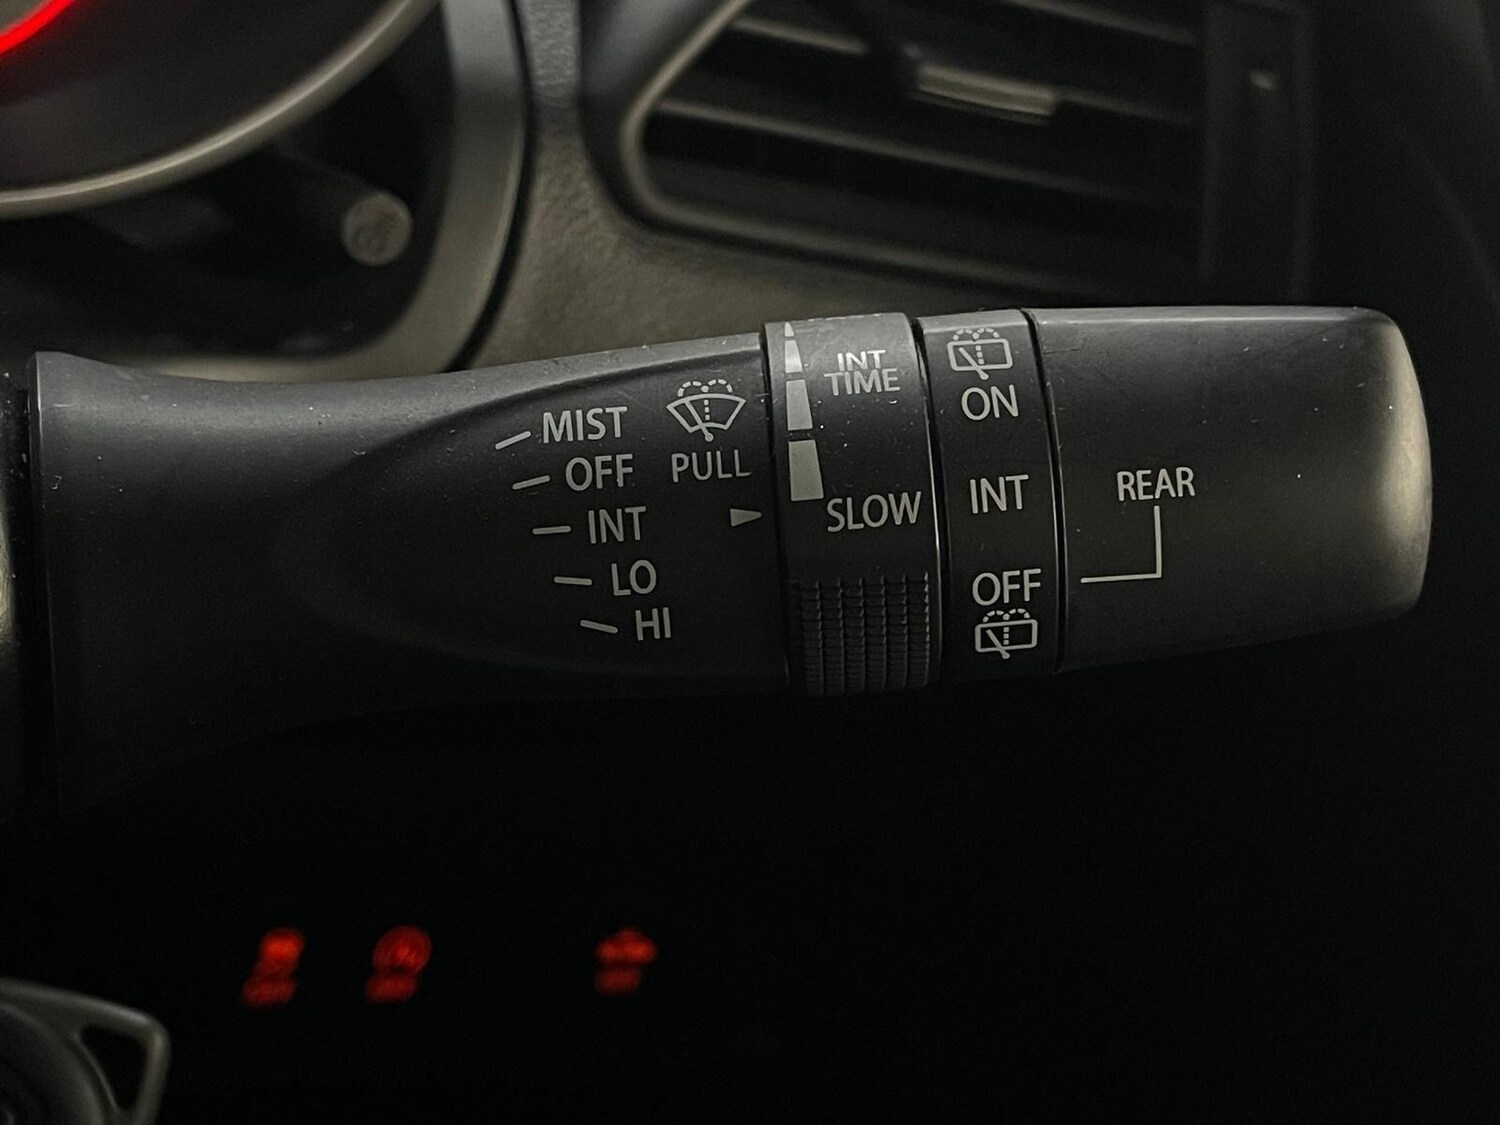 MIST
OFF
INT
LO
HI
PULL
INT
TIME
SLOW
ON
INT
OFF
REAR